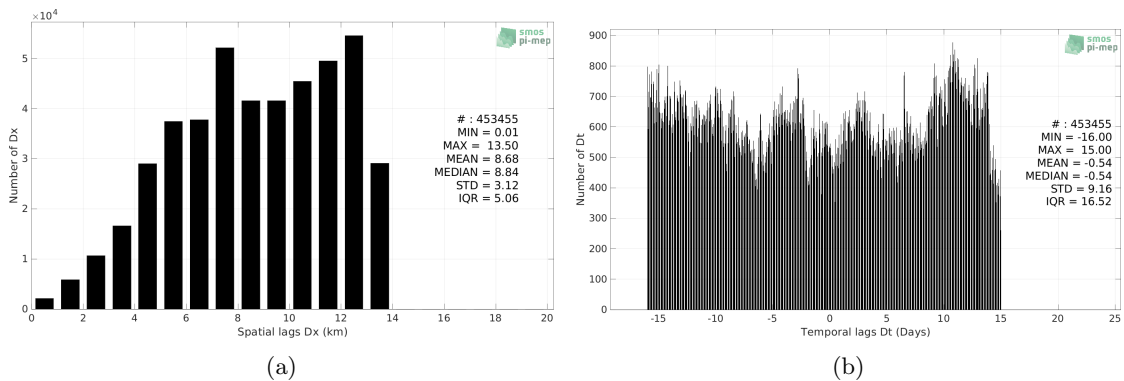 ×10⁴
5
4
3
2
1
0
Number of Dx
0 2 4 6 8 10 12 14 16 18 20
Spatial lags Dx (km)
smos
pi-mep
# : 453455
MIN = 0.01
MAX = 13.50
MEAN = 8.68
MEDIAN = 8.84
STD = 3.12
IQR = 5.06
(a)
900
800
700
600
500
400
300
200
100
0
Number of Dt
-15 -10 -5 0 5 10 15 20 25
Temporal lags Dt (Days)
smos
pi-mep
# : 453455
MIN = -16.00
MAX = 15.00
MEAN = -0.54
MEDIAN = -0.54
STD = 9.16
IQR = 16.52
(b)